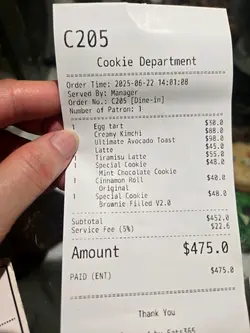 C205
Cookie Department
Order Time: 2025-06-22 14:01:08
Served By: Manager
Order No.: C205 [Dine-in]
Number of Patron: 1
1 Egg tart $30.0
Creamy Kimchi $88.0
Ultimate Avocado Toast $98.0
1 Latte $45.0
1 Tiramisu Latte $55.0
1 Special Cookie $48.0
Mint Chocolate Cookie
1 Cinnamon Roll $40.0
Original
1 Special Cookie $48.0
Brownie Filled V2.0
Subtotal $452.0
Service Fee (5%) $22.6
Amount $475.0
PAID (ENT) $475.0
Thank You